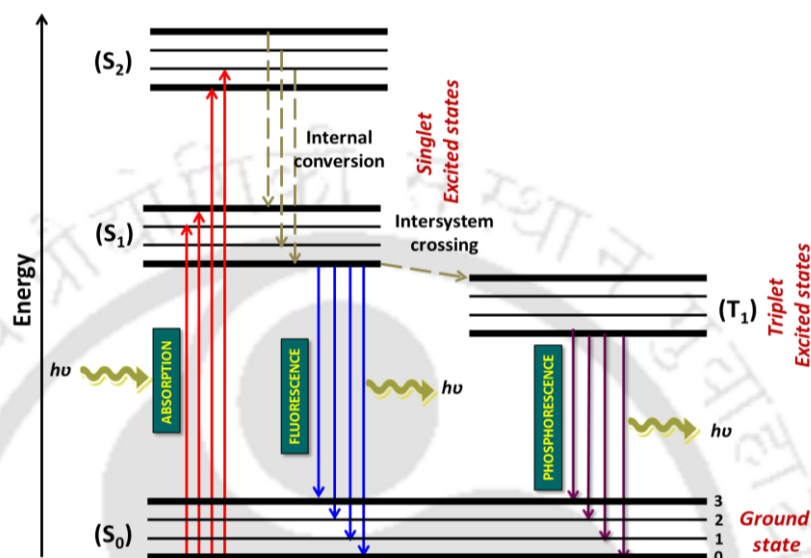 (S2)
Internal
conversion
Singlet
Excited states
(S1)
Intersystem
crossing
Energy
(T1)
Triplet
Excited states
hυ
ABSORPTION
FLUORESCENCE
hυ
PHOSPHORESCENCE
hυ
(S0)
3
2
1
0
Ground
state